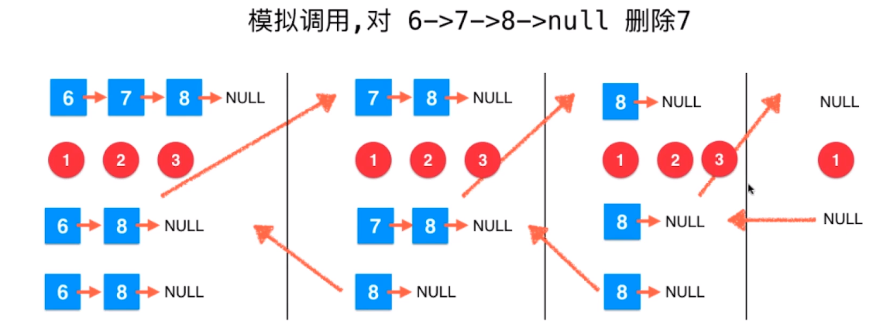 模拟调用,对 6->7->8->null 删除7
6 7 8 NULL 7 8 NULL 8 NULL NULL
1 2 3 1 2 3 1 2 3 1
6 8 NULL 7 8 NULL 8 NULL NULL
6 8 NULL 8 NULL 8 NULL